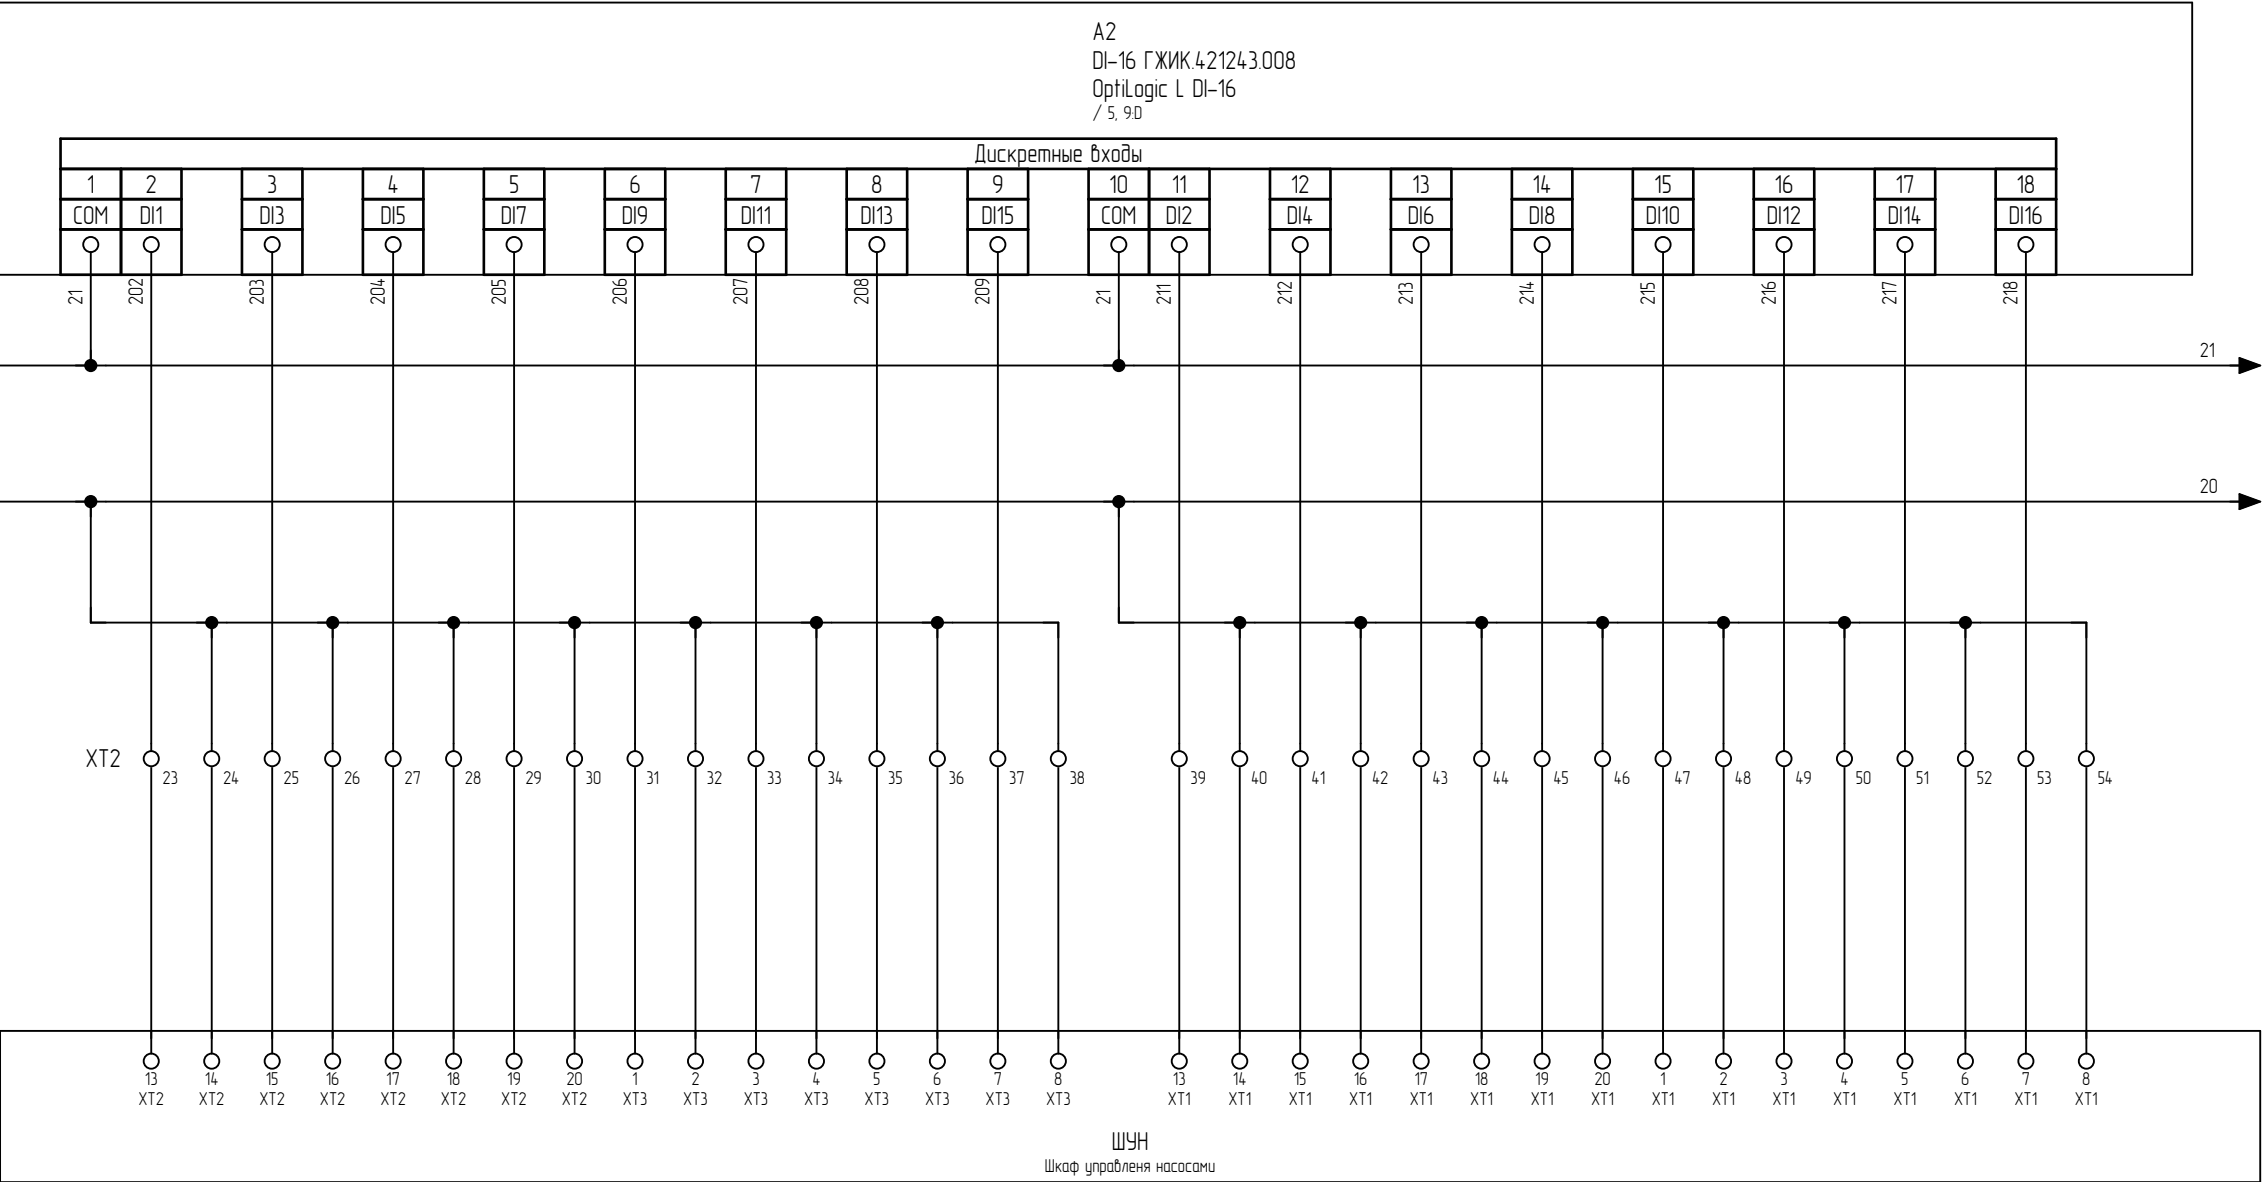 A2
DI-16 ГЖИК.421243.008
OptiLogic L DI-16
/ 5, 9:D
Дискретные входы
1 2 3 4 5 6 7 8 9 10 11 12 13 14 15 16 17 18
COM DI1 DI3 DI5 DI7 DI9 DI11 DI13 DI15 COM DI2 DI4 DI6 DI8 DI10 DI12 DI14 DI16
21 202 203 204 205 206 207 208 209 21 211 212 213 214 215 216 217 218
21
20
XT2
23 24 25 26 27 28 29 30 31 32 33 34 35 36 37 38 39 40 41 42 43 44 45 46 47 48 49 50 51 52 53 54
13 14 15 16 17 18 19 20 1 2 3 4 5 6 7 8 13 14 15 16 17 18 19 20 1 2 3 4 5 6 7 8
XT2 XT2 XT2 XT2 XT2 XT2 XT2 XT2 XT3 XT3 XT3 XT3 XT3 XT3 XT3 XT3 XT1 XT1 XT1 XT1 XT1 XT1 XT1 XT1 XT1 XT1 XT1 XT1 XT1 XT1 XT1 XT1
ШУН
Шкаф управленя насосами